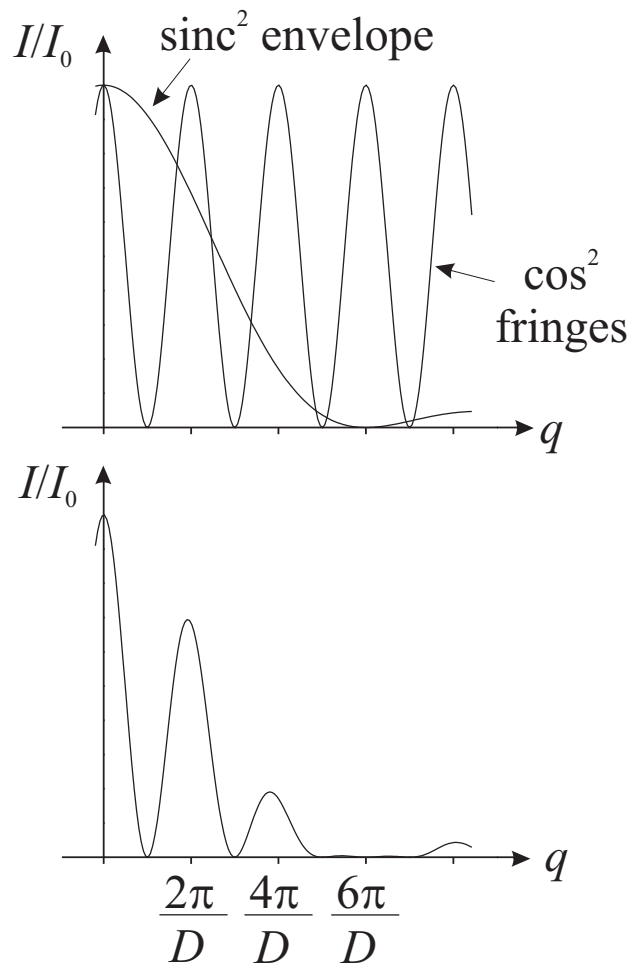 I/I₀
sinc² envelope
cos²
fringes
q
I/I₀
q
2π 4π 6π
D D D